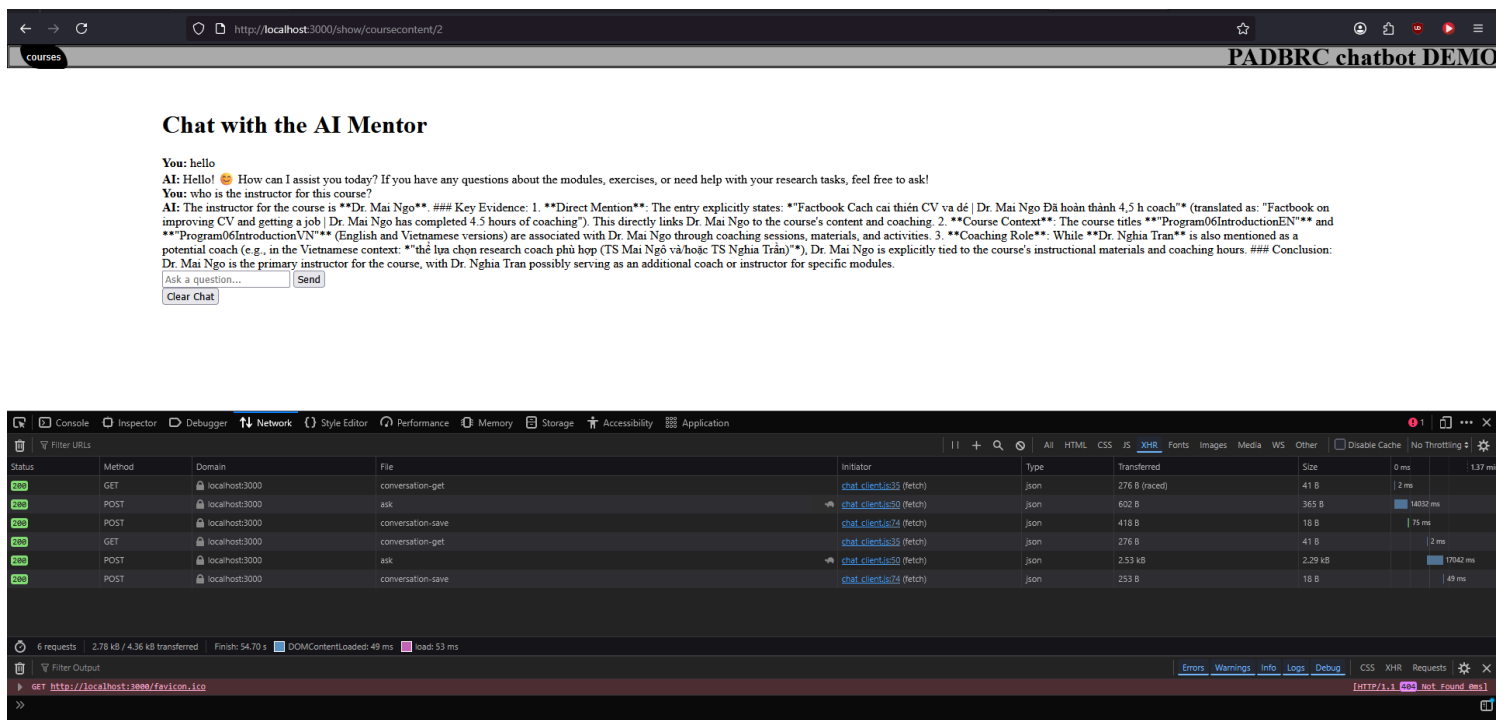 http://localhost:3000/show/coursecontent/2
courses
PADBRC chatbot DEMO
Chat with the AI Mentor
You: hello
AI: Hello! 😊 How can I assist you today? If you have any questions about the modules, exercises, or need help with your research tasks, feel free to ask!
You: who is the instructor for this course?
AI: The instructor for the course is **Dr. Mai Ngo**. ### Key Evidence: 1. **Direct Mention**: The entry explicitly states: *"Factbook Cach cai thién CV va dé | Dr. Mai Ngo Đã hoàn thành 4,5 h coach"* (translated as: "Factbook on
improving CV and getting a job | Dr. Mai Ngo has completed 4.5 hours of coaching"). This directly links Dr. Mai Ngo to the course's content and coaching. 2. **Course Context**: The course titles **"Program06IntroductionEN"** and
**"Program06IntroductionVN"** (English and Vietnamese versions) are associated with Dr. Mai Ngo through coaching sessions, materials, and activities. 3. **Coaching Role**: While **Dr. Nghia Tran** is also mentioned as a
potential coach (e.g., in the Vietnamese context: *"thể lựa chọn research coach phù hợp (TS Mai Ngô và/hoặc TS Nghia Trần)"*), Dr. Mai Ngo is explicitly tied to the course's instructional materials and coaching hours. ### Conclusion:
Dr. Mai Ngo is the primary instructor for the course, with Dr. Nghia Tran possibly serving as an additional coach or instructor for specific modules.
Ask a question... Send
Clear Chat
Console Inspector Debugger Network Style Editor Performance Memory Storage Accessibility Application 1
Filter URLs All HTML CSS JS XHR Fonts Images Media WS Other Disable Cache No Throttling
Status Method Domain File Initiator Type Transferred Size 0 ms 1.37 mi
200 GET localhost:3000 conversation-get chat_client.js:35 (fetch) json 276 B (raced) 41 B 2 ms
200 POST localhost:3000 ask chat_client.js:50 (fetch) json 602 B 365 B 14032 ms
200 POST localhost:3000 conversation-save chat_client.js:74 (fetch) json 418 B 18 B 75 ms
200 GET localhost:3000 conversation-get chat_client.js:35 (fetch) json 276 B 41 B 2 ms
200 POST localhost:3000 ask chat_client.js:50 (fetch) json 2.53 kB 2.29 kB 17042 ms
200 POST localhost:3000 conversation-save chat_client.js:74 (fetch) json 253 B 18 B 49 ms
6 requests 2.78 kB / 4.36 kB transferred Finish: 54.70 s DOMContentLoaded: 49 ms load: 53 ms
Filter Output Errors Warnings Info Logs Debug CSS XHR Requests
GET http://localhost:3000/favicon.ico [HTTP/1.1 404 Not Found 0ms]